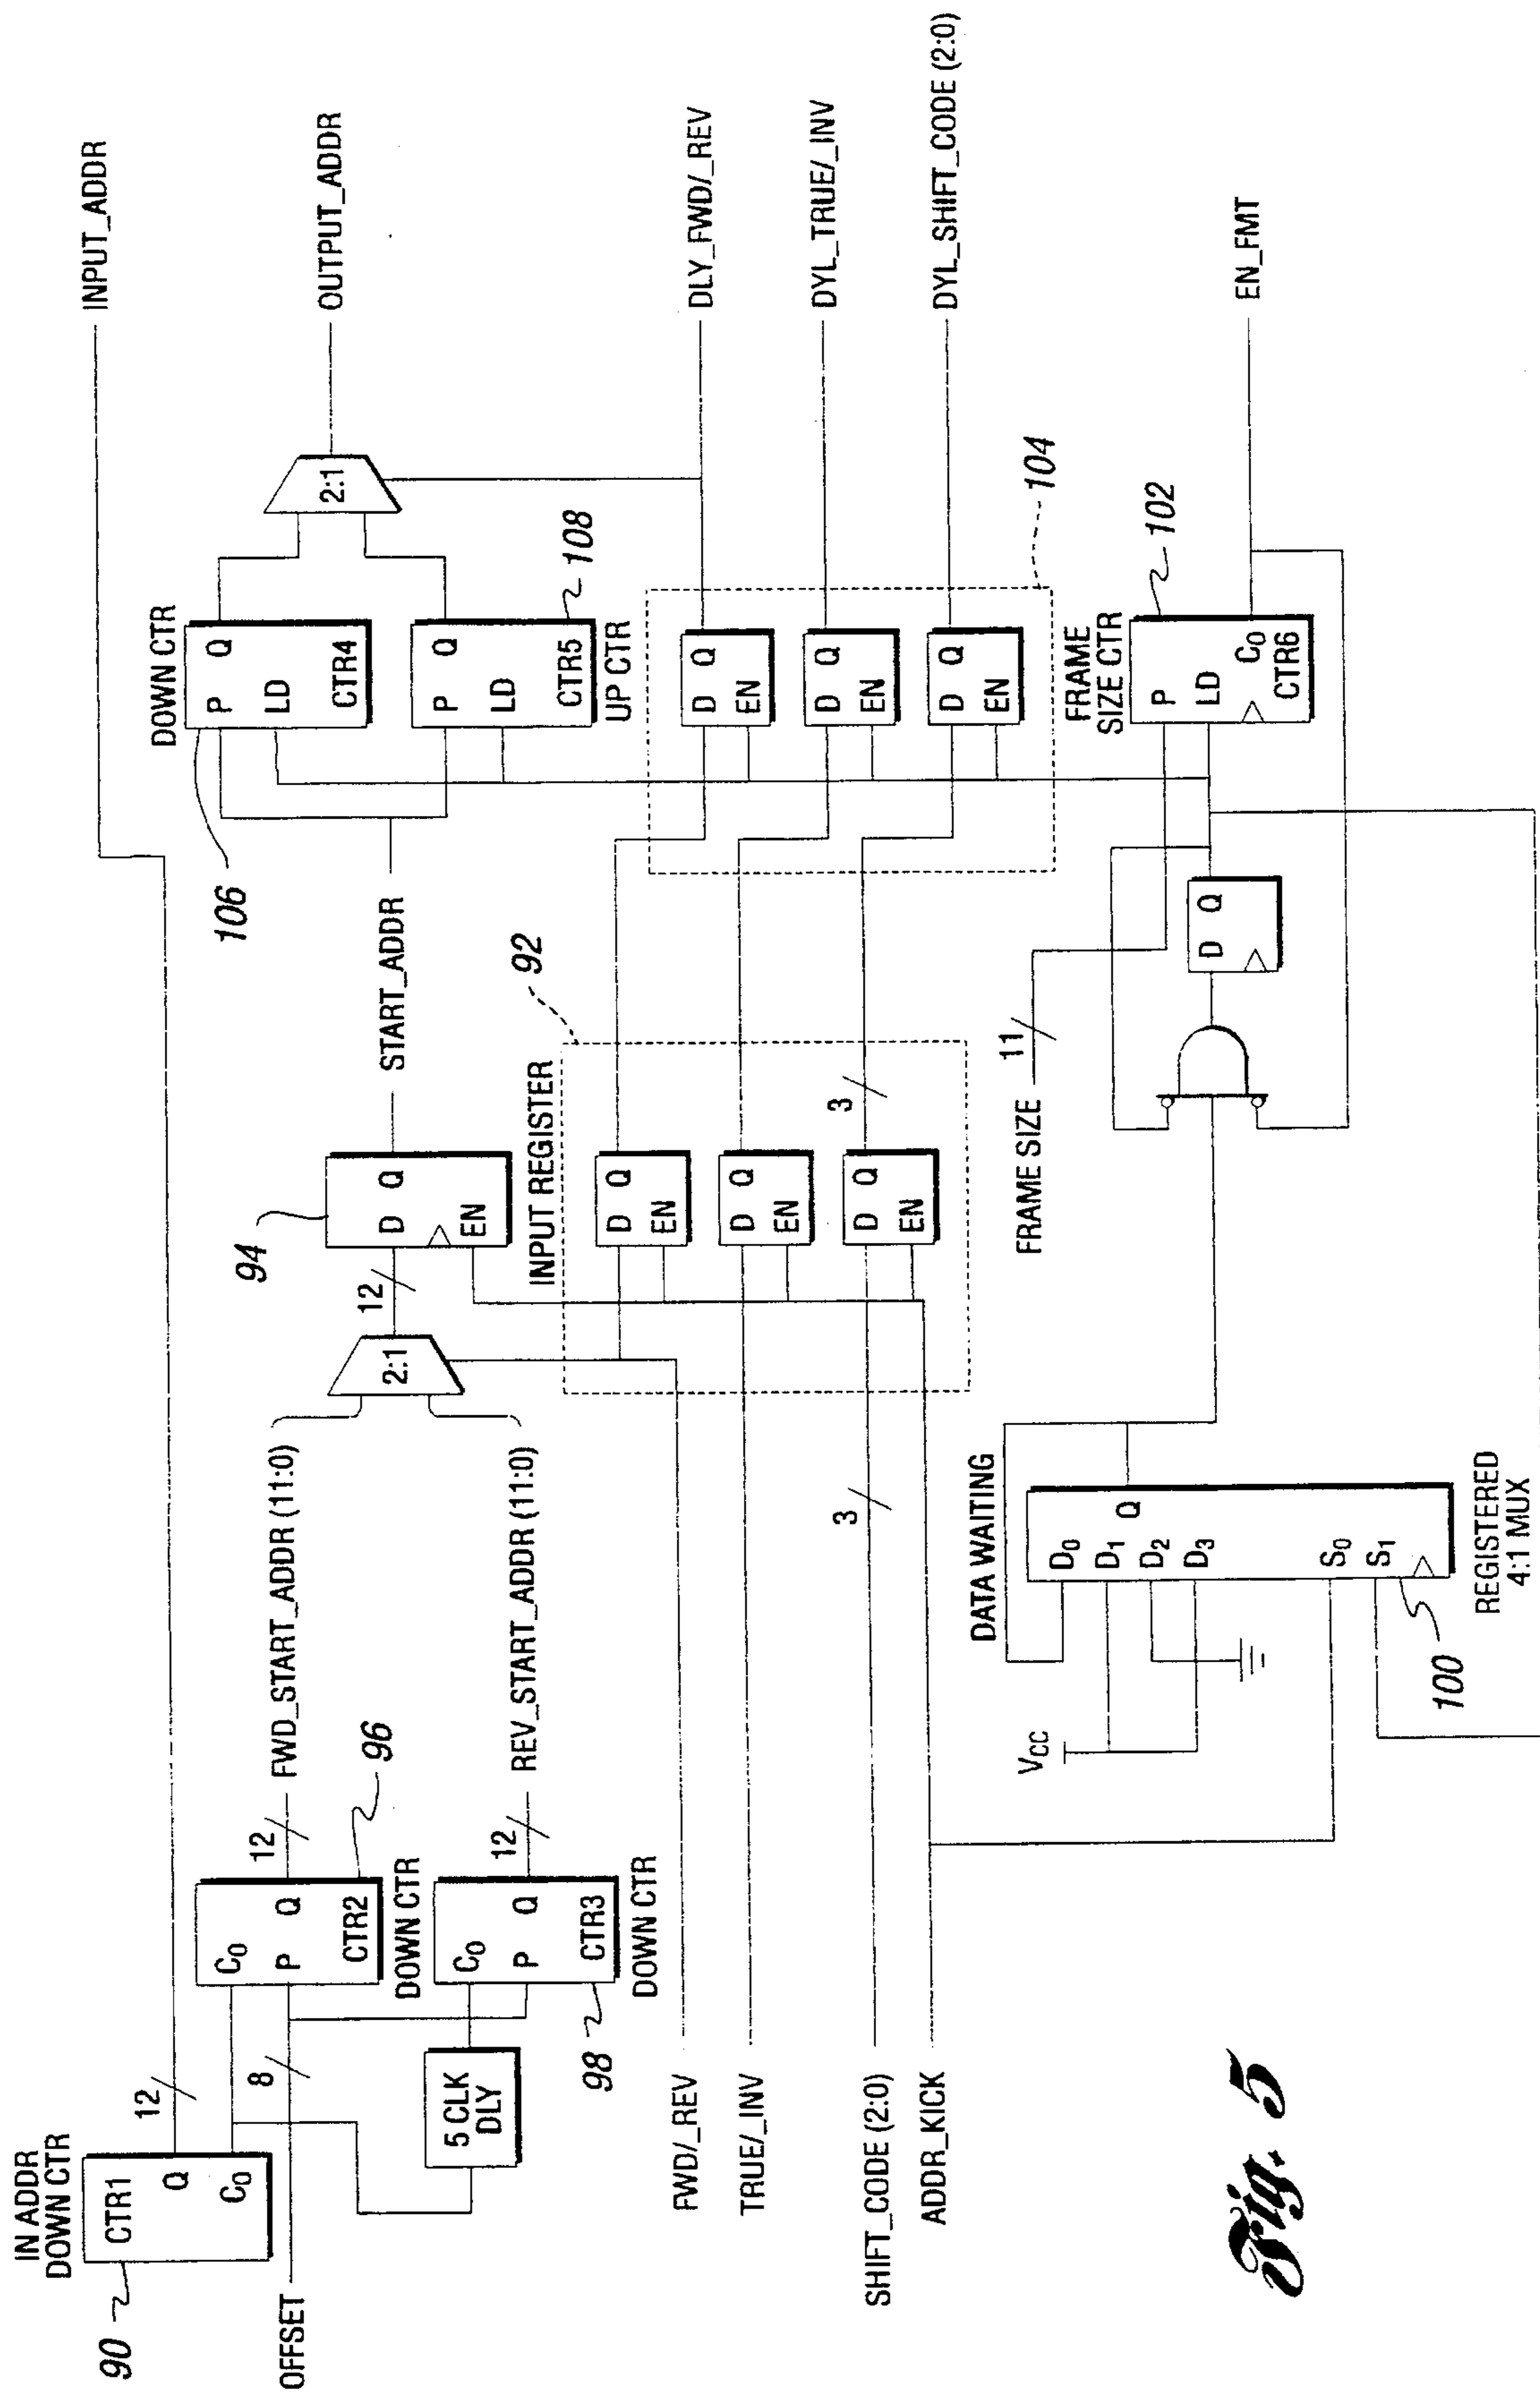 IN ADDR
DOWN CTR
CTR1
Q
C0
90
12
INPUT_ADDR
OFFSET
8
5 CLK
DLY
C0
P Q
CTR2
DOWN CTR
96
12
FWD_START_ADDR (11:0)
C0
P Q
CTR3
DOWN CTR
98
12
REV_START_ADDR (11:0)
2:1
12
94
D Q
EN
START_ADDR
106
DOWN CTR
P Q
LD
CTR4
P Q
LD
CTR5
UP CTR
108
2:1
OUTPUT_ADDR
FWD/_REV
TRUE/_INV
SHIFT_CODE (2:0)
ADDR_KICK
3
INPUT REGISTER
92
D Q
EN
D Q
EN
D Q
EN
3
D Q
EN
D Q
EN
D Q
EN
104
DLY_FWD/_REV
DYL_TRUE/_INV
DYL_SHIFT_CODE (2:0)
DATA WAITING
D0
D1
D2
D3
Q
S0
S1
VCC
100
REGISTERED
4:1 MUX
FRAME SIZE
11
D Q
FRAME
SIZE CTR
P
LD
C0
CTR6
102
EN_FMT
Fig. 5